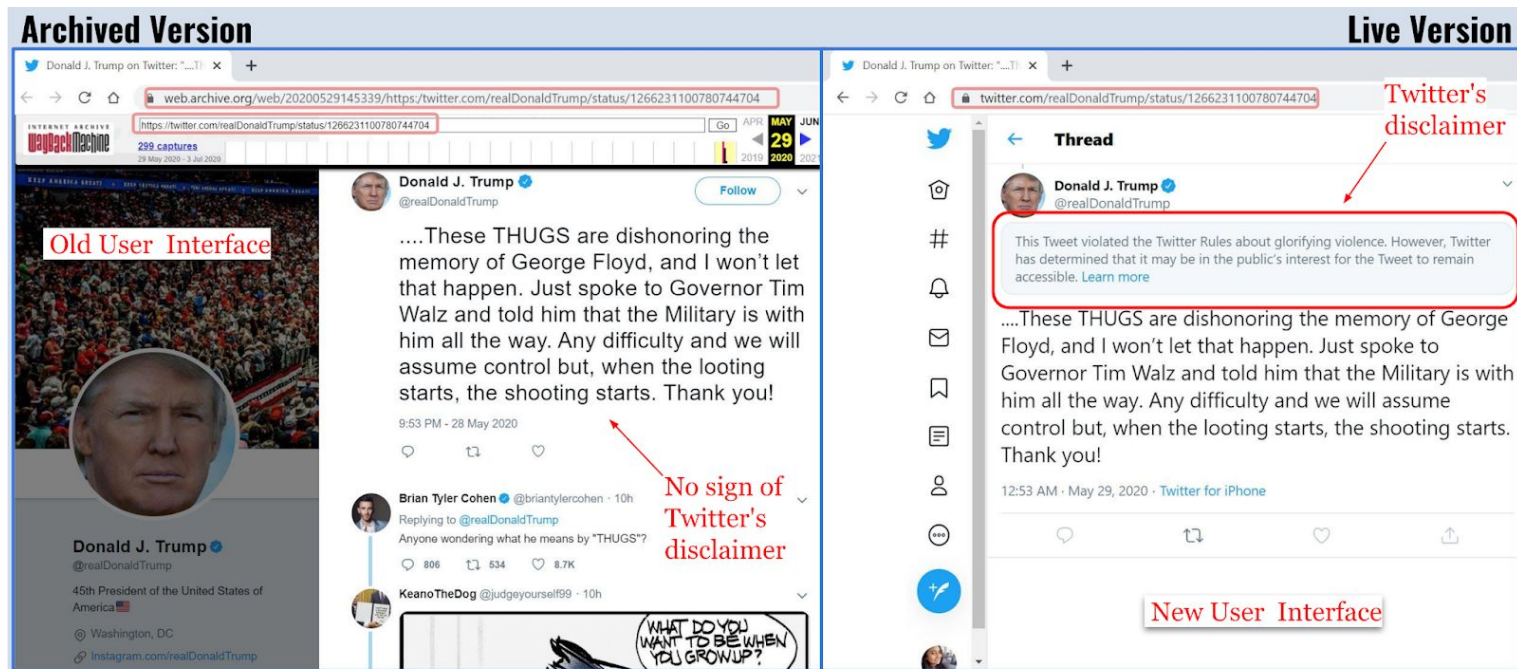 Archived Version
Live Version
Donald J. Trump on Twitter: "....Th
web.archive.org/web/20200529145339/https:/twitter.com/realDonaldTrump/status/1266231100780744704
INTERNET ARCHIVE
WayBackMachine
https://twitter.com/realDonaldTrump/status/1266231100780744704
Go
299 captures
29 May 2020 - 3 Jul 2020
APR MAY JUN
29
2019 2020 2021
Old User Interface
Donald J. Trump
@realDonaldTrump
45th President of the United States of
America
Washington, DC
Instagram.com/realDonaldTrump
Donald J. Trump
@realDonaldTrump
Follow
....These THUGS are dishonoring the
memory of George Floyd, and I won't let
that happen. Just spoke to Governor Tim
Walz and told him that the Military is with
him all the way. Any difficulty and we will
assume control but, when the looting
starts, the shooting starts. Thank you!
9:53 PM - 28 May 2020
No sign of
Twitter's
disclaimer
Brian Tyler Cohen @briantylercohen · 10h
Replying to @realDonaldTrump
Anyone wondering what he means by "THUGS"?
806 534 8.7K
KeanoTheDog @judgeyourself99 · 10h
WHAT DO YOU
WANT TO BE WHEN
YOU GROW UP?
Donald J. Trump on Twitter: "....Th
twitter.com/realDonaldTrump/status/1266231100780744704
Twitter's
disclaimer
Thread
Donald J. Trump
@realDonaldTrump
This Tweet violated the Twitter Rules about glorifying violence. However, Twitter
has determined that it may be in the public's interest for the Tweet to remain
accessible. Learn more
....These THUGS are dishonoring the memory of George
Floyd, and I won't let that happen. Just spoke to
Governor Tim Walz and told him that the Military is with
him all the way. Any difficulty and we will assume
control but, when the looting starts, the shooting starts.
Thank you!
12:53 AM · May 29, 2020 · Twitter for iPhone
New User Interface